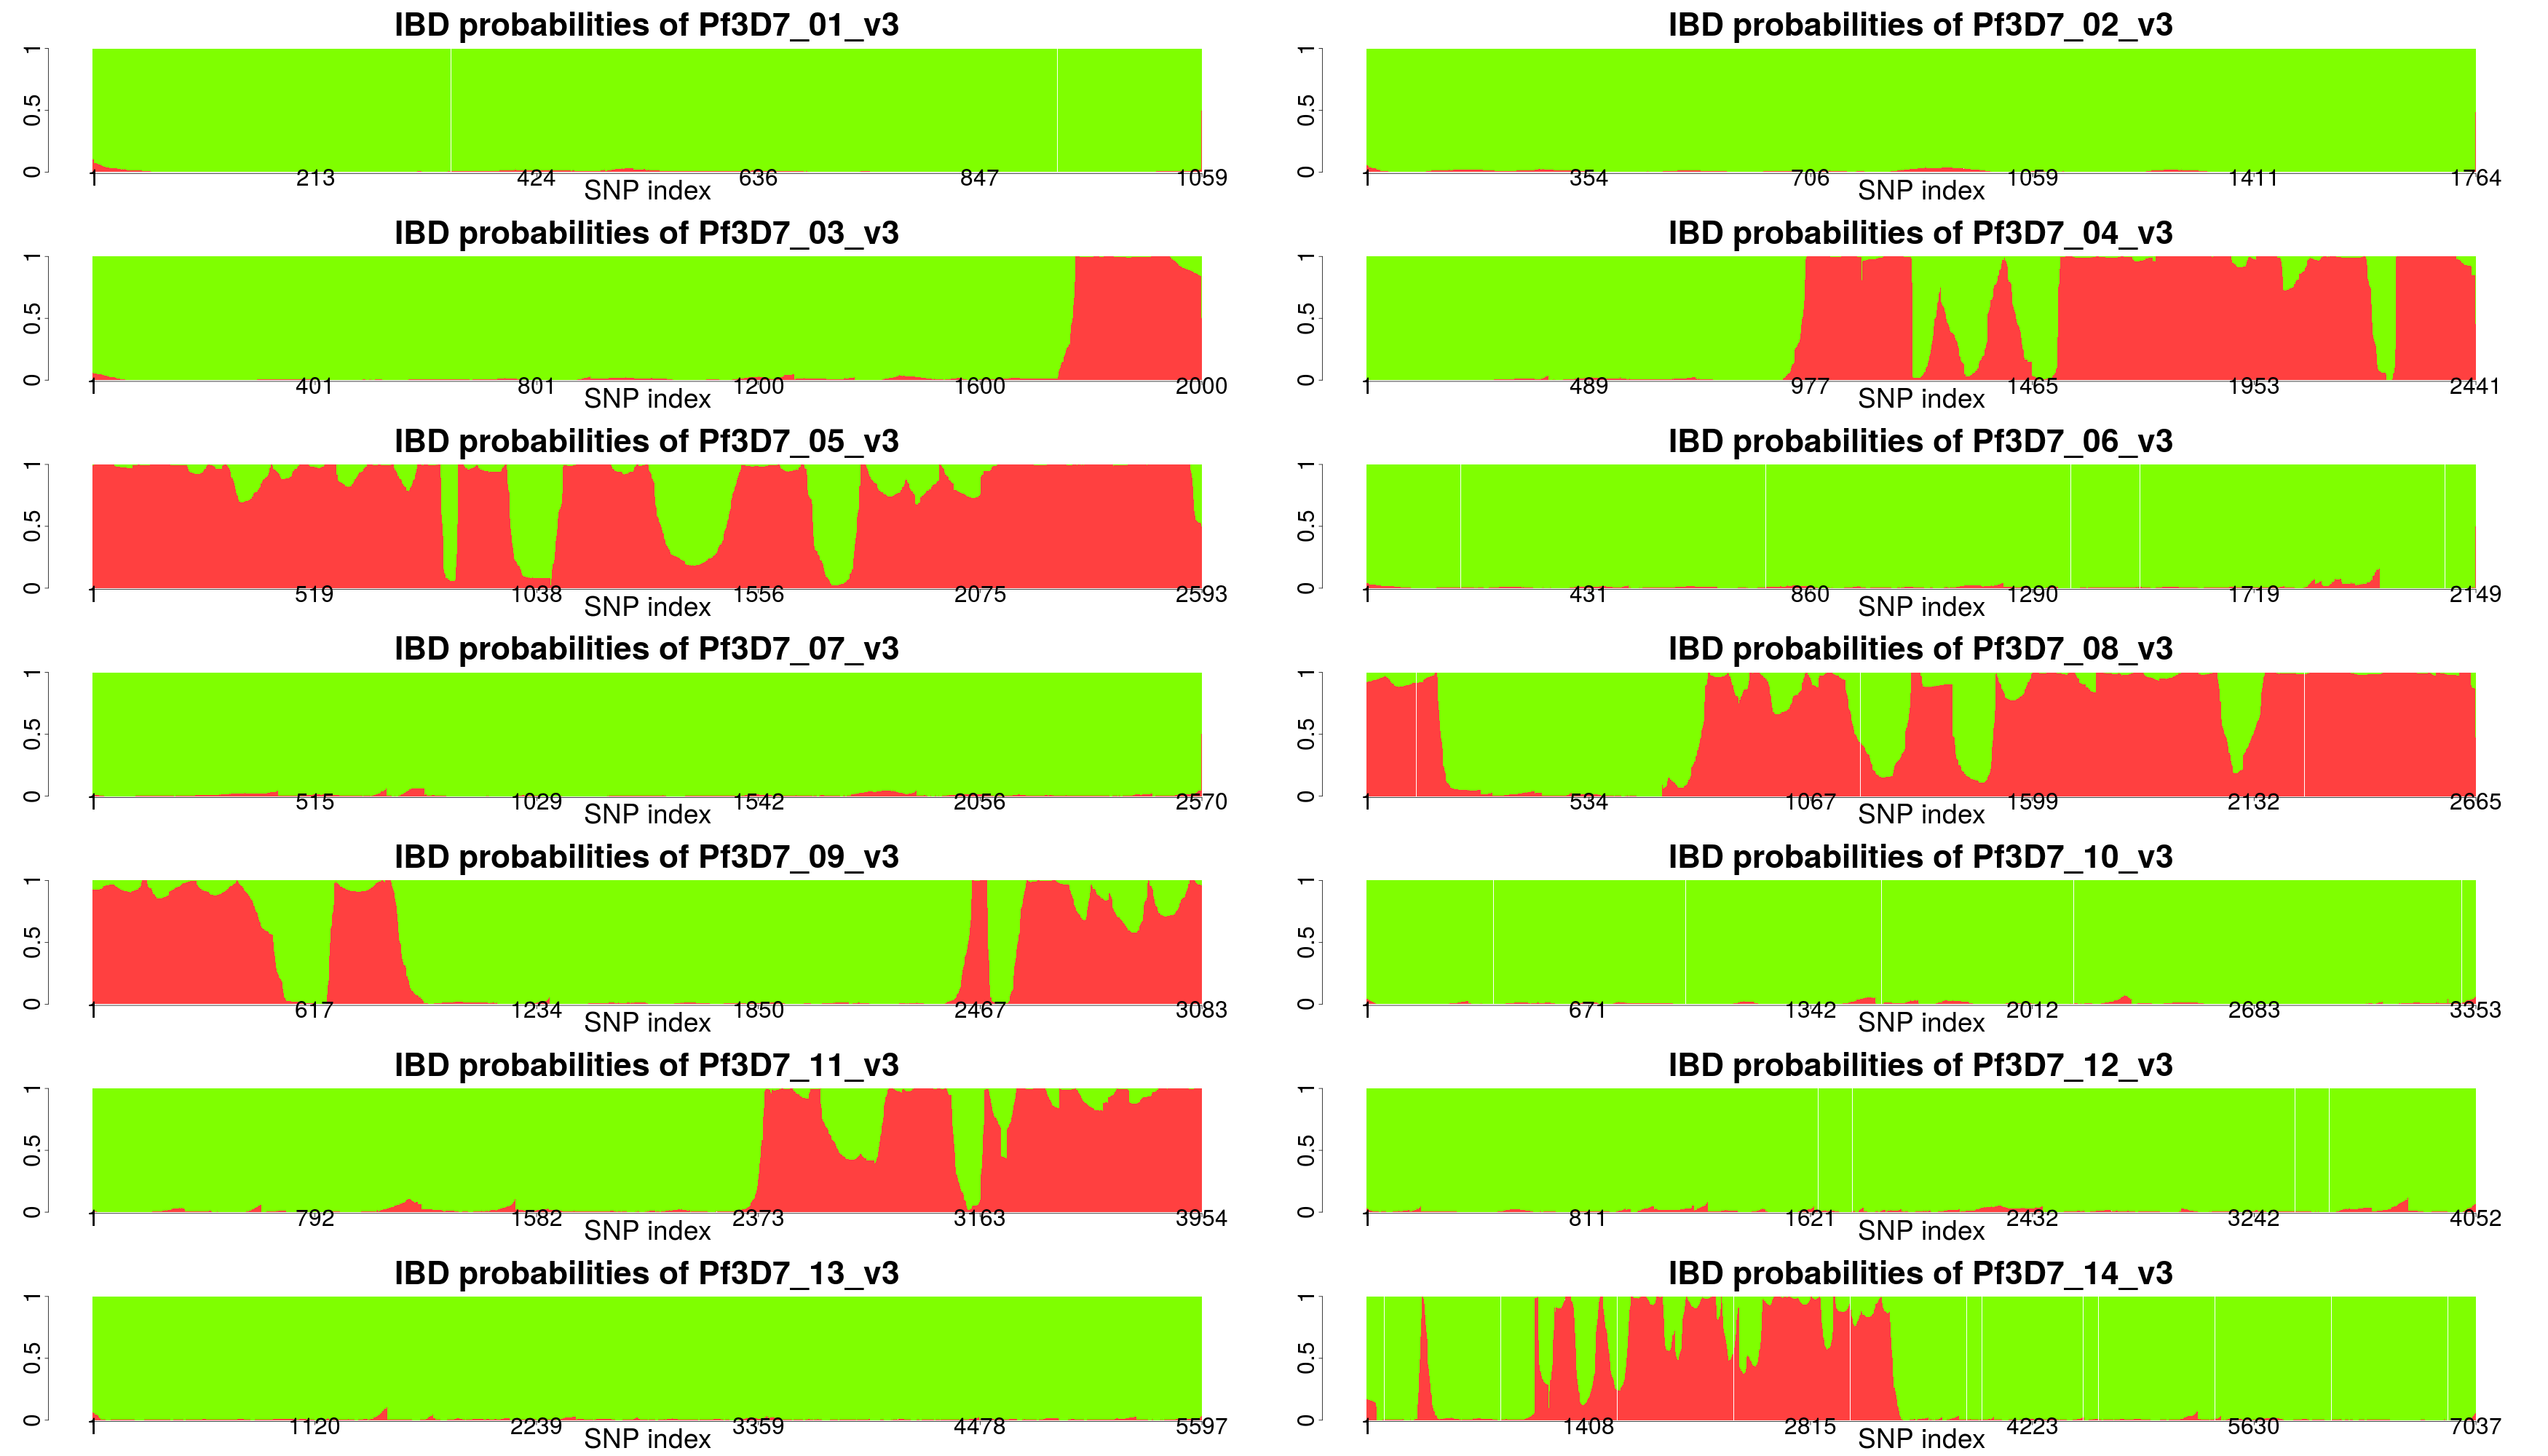 IBD probabilities of Pf3D7_01_v3
0 0.5 1
1 213 424 636 847 1059
SNP index
IBD probabilities of Pf3D7_02_v3
0 0.5 1
1 354 706 1059 1411 1764
SNP index
IBD probabilities of Pf3D7_03_v3
0 0.5 1
1 401 801 1200 1600 2000
SNP index
IBD probabilities of Pf3D7_04_v3
0 0.5 1
1 489 977 1465 1953 2441
SNP index
IBD probabilities of Pf3D7_05_v3
0 0.5 1
1 519 1038 1556 2075 2593
SNP index
IBD probabilities of Pf3D7_06_v3
0 0.5 1
1 431 860 1290 1719 2149
SNP index
IBD probabilities of Pf3D7_07_v3
0 0.5 1
1 515 1029 1542 2056 2570
SNP index
IBD probabilities of Pf3D7_08_v3
0 0.5 1
1 534 1067 1599 2132 2665
SNP index
IBD probabilities of Pf3D7_09_v3
0 0.5 1
1 617 1234 1850 2467 3083
SNP index
IBD probabilities of Pf3D7_10_v3
0 0.5 1
1 671 1342 2012 2683 3353
SNP index
IBD probabilities of Pf3D7_11_v3
0 0.5 1
1 792 1582 2373 3163 3954
SNP index
IBD probabilities of Pf3D7_12_v3
0 0.5 1
1 811 1621 2432 3242 4052
SNP index
IBD probabilities of Pf3D7_13_v3
0 0.5 1
1 1120 2239 3359 4478 5597
SNP index
IBD probabilities of Pf3D7_14_v3
0 0.5 1
1 1408 2815 4223 5630 7037
SNP index